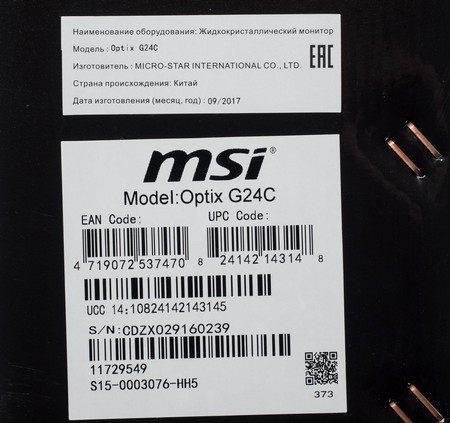 Наименование оборудования: Жидкокристаллический монитор
Модель: Optix G24C
Изготовитель: MICRO-STAR INTERNATIONAL CO., LTD.
Страна происхождения: Китай
Дата изготовления (месяц, год): 09/2017
EAC
msi®
Model:Optix G24C
EAN Code: UPC Code:
4 719072 537470 8 24142 14314 8
UCC 14:10824142143145
S/N:CDZX029160239
11729549
S15-0003076-HH5
373